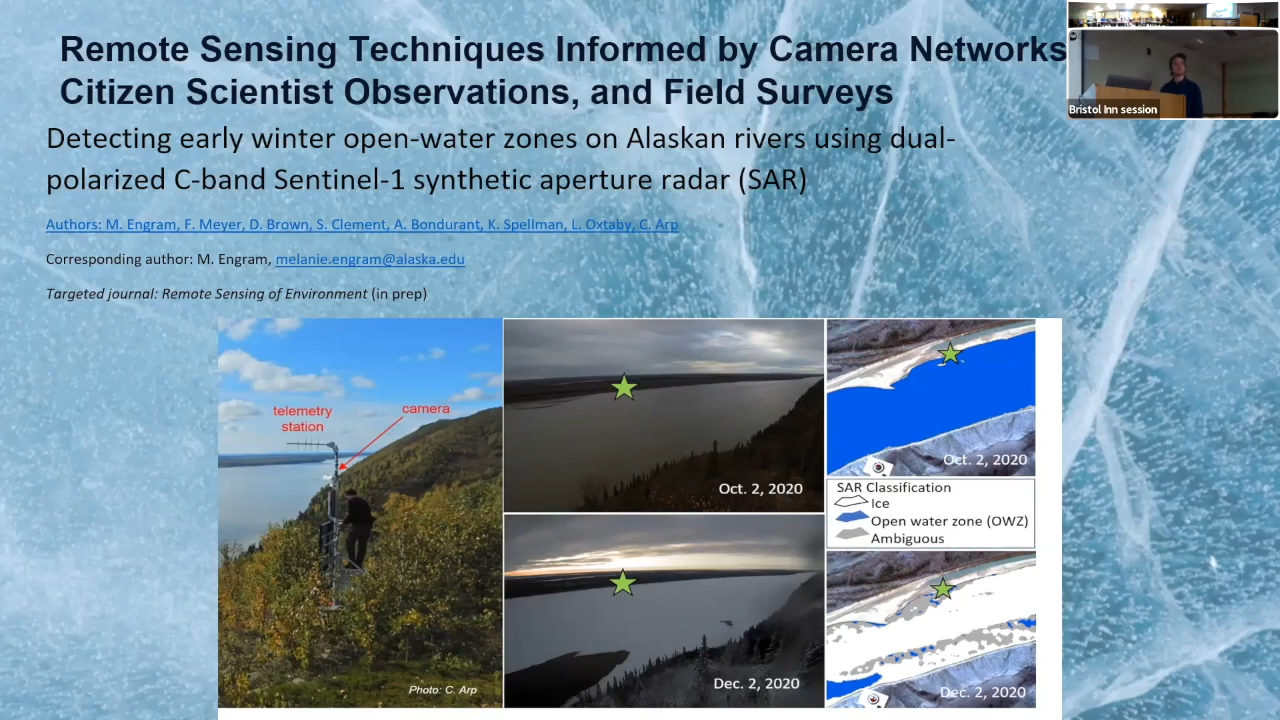 Remote Sensing Techniques Informed by Camera Networks
Citizen Scientist Observations, and Field Surveys
Detecting early winter open-water zones on Alaskan rivers using dual-
polarized C-band Sentinel-1 synthetic aperture radar (SAR)
Authors: M. Engram, F. Meyer, D. Brown, S. Clement, A. Bondurant, K. Spellman, L. Oxtaby, C. Arp
Corresponding author: M. Engram, melanie.engram@alaska.edu
Targeted journal: Remote Sensing of Environment (in prep)
Bristol Inn session
telemetry
station
camera
Photo: C. Arp
Oct. 2, 2020
Dec. 2, 2020
Oct. 2, 2020
SAR Classification
Ice
Open water zone (OWZ)
Ambiguous
Dec. 2, 2020